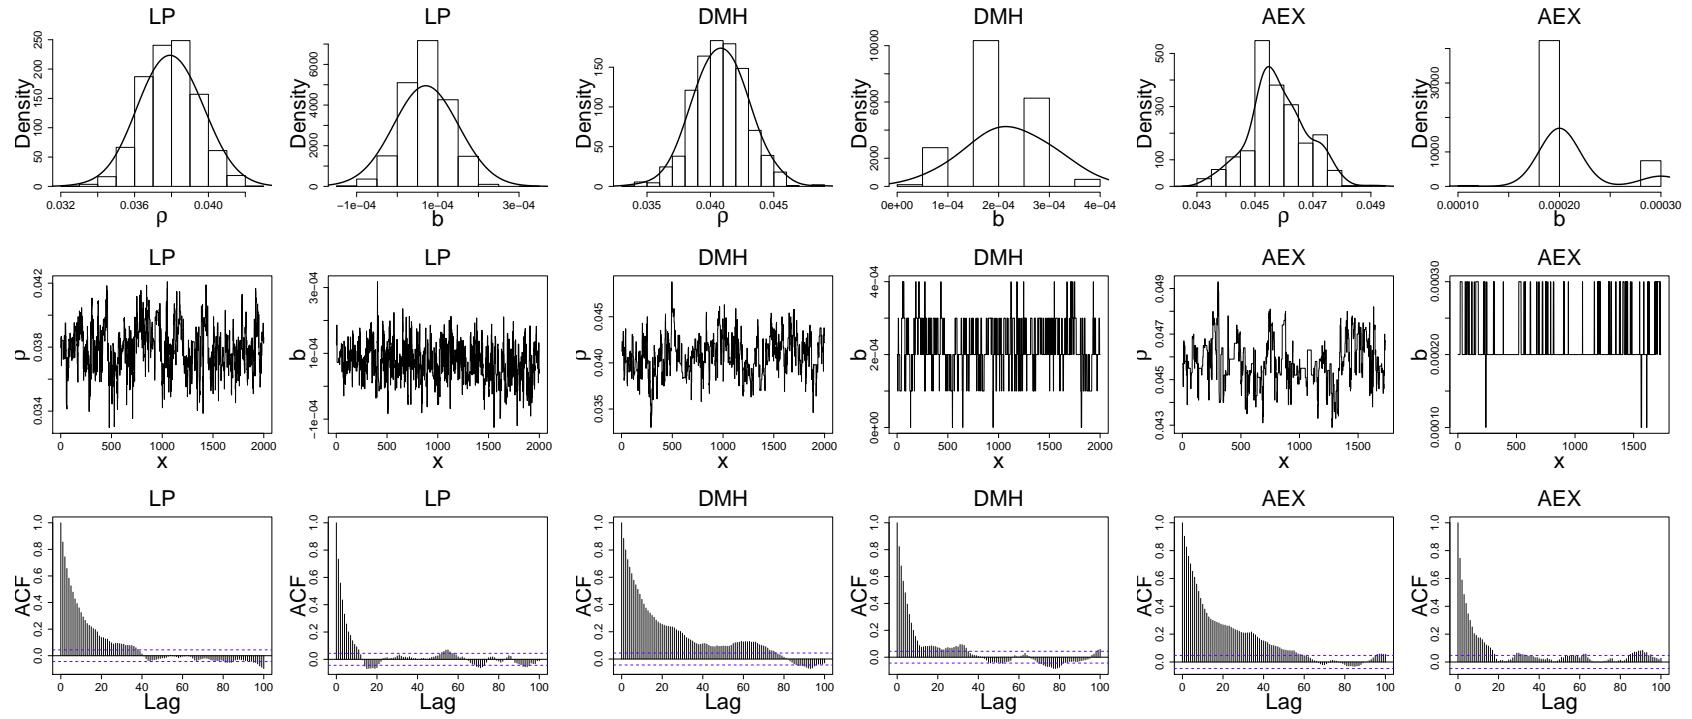 LP LP DMH DMH AEX AEX
Density Density Density Density Density Density
0 50 100 150 200 250
0 2000 4000 6000
0 50 100 150
0 2000 6000 10000
0 100 300 500
0 10000 30000
0.032 0.036 0.040
−1e−04 1e−04 3e−04
0.035 0.040 0.045
0e+00 1e−04 2e−04 3e−04 4e−04
0.043 0.045 0.047 0.049
0.00010 0.00020 0.00030
ρ b ρ b ρ b
LP LP DMH DMH AEX AEX
ρ b ρ b ρ b
0.034 0.038 0.042
−1e−04 1e−04 3e−04
0.035 0.040 0.045
0e+00 2e−04 4e−04
0.043 0.045 0.047 0.049
0.00010 0.00020 0.00030
0 500 1000 1500 2000
0 500 1000 1500 2000
0 500 1000 1500 2000
0 500 1000 1500 2000
0 500 1000 1500
0 500 1000 1500
x x x x x x
LP LP DMH DMH AEX AEX
ACF ACF ACF ACF ACF ACF
0.0 0.2 0.4 0.6 0.8 1.0
0.0 0.2 0.4 0.6 0.8 1.0
0.0 0.2 0.4 0.6 0.8 1.0
0.0 0.2 0.4 0.6 0.8 1.0
0.0 0.2 0.4 0.6 0.8 1.0
0.0 0.2 0.4 0.6 0.8 1.0
0 20 40 60 80 100
0 20 40 60 80 100
0 20 40 60 80 100
0 20 40 60 80 100
0 20 40 60 80 100
0 20 40 60 80 100
Lag Lag Lag Lag Lag Lag